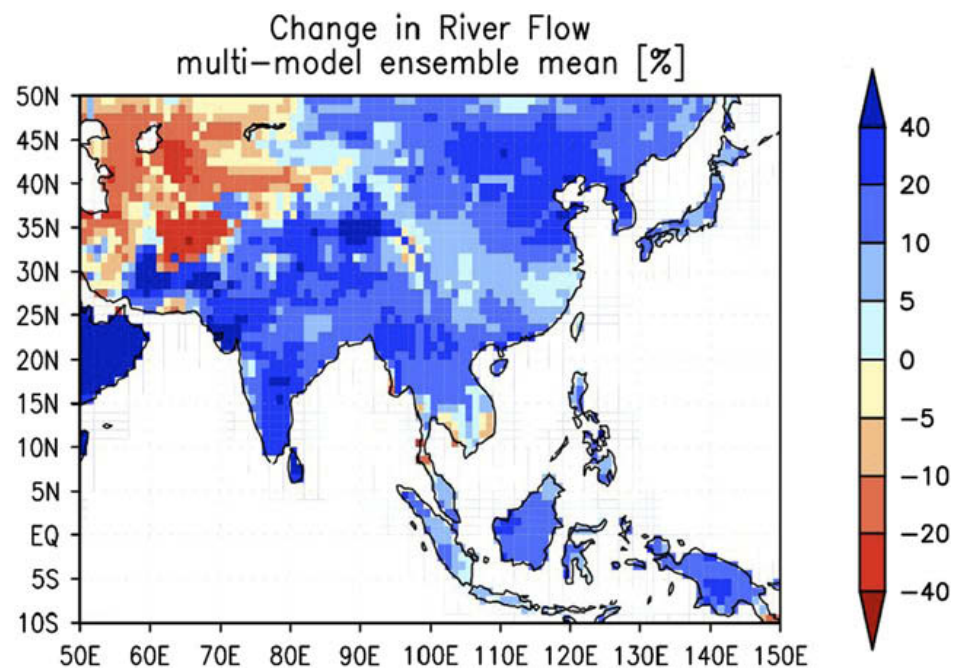 Change in River Flow
multi-model ensemble mean [%]
50N
45N
40N
35N
30N
25N
20N
15N
10N
5N
EQ
5S
10S
50E 60E 70E 80E 90E 100E 110E 120E 130E 140E 150E
40
20
10
5
0
-5
-10
-20
-40